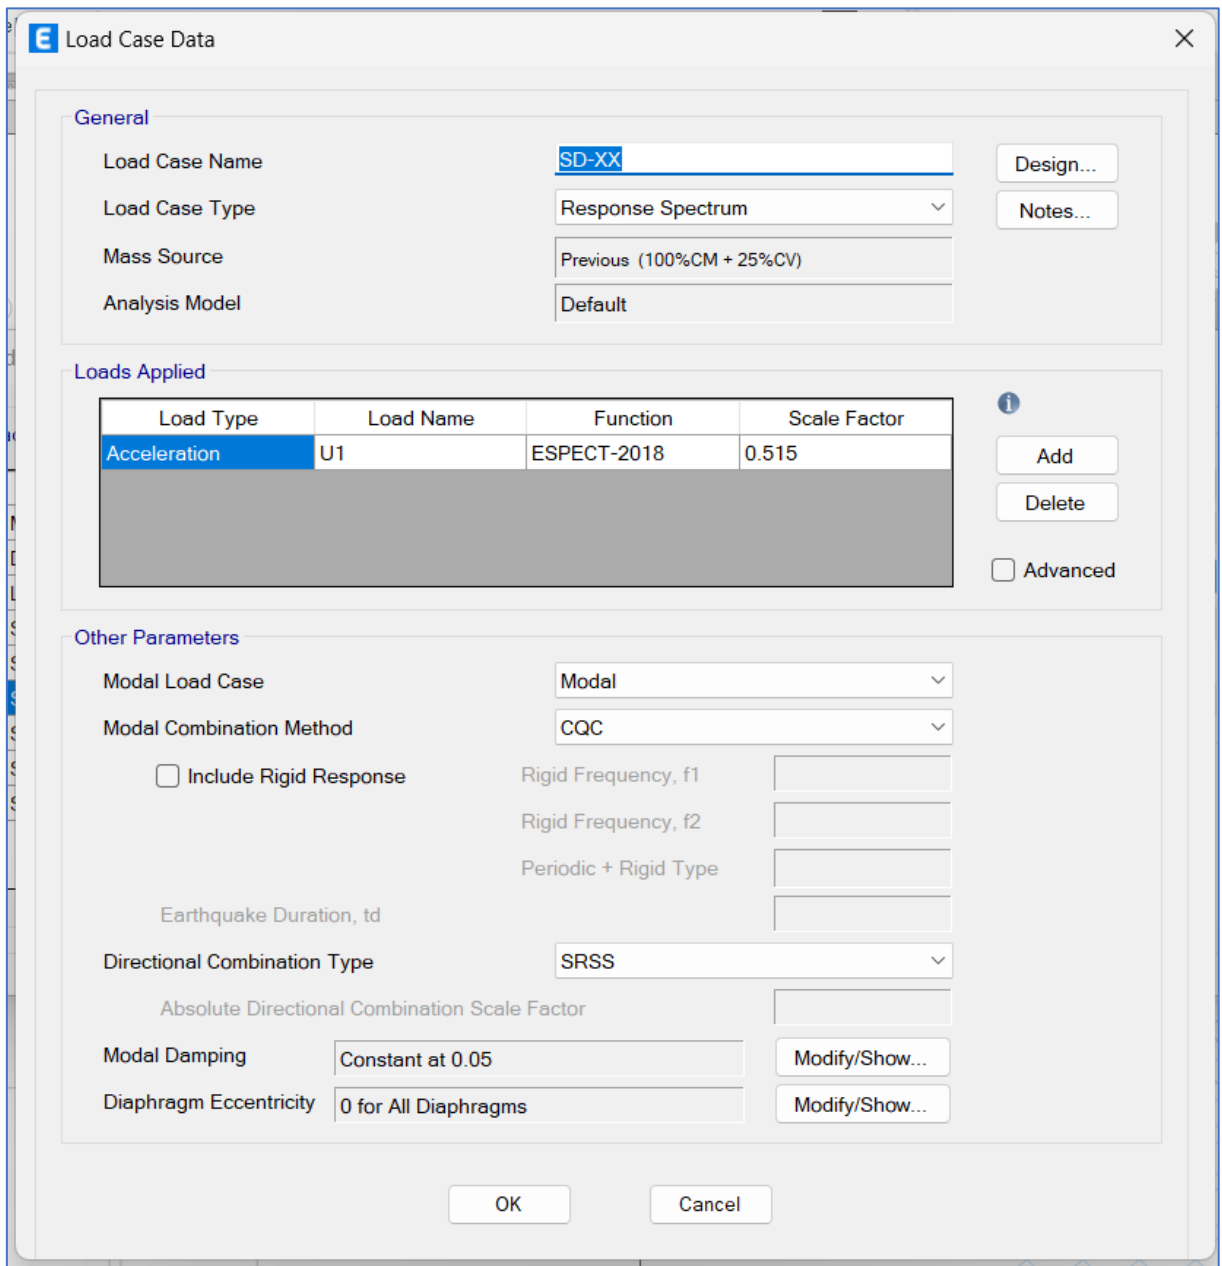 E Load Case Data
General
Load Case Name SD-XX Design...
Load Case Type Response Spectrum Notes...
Mass Source Previous (100%CM + 25%CV)
Analysis Model Default
Loads Applied
Load Type Load Name Function Scale Factor
Acceleration U1 ESPECT-2018 0.515
Add
Delete
Advanced
Other Parameters
Modal Load Case Modal
Modal Combination Method CQC
Include Rigid Response Rigid Frequency, f1
Rigid Frequency, f2
Periodic + Rigid Type
Earthquake Duration, td
Directional Combination Type SRSS
Absolute Directional Combination Scale Factor
Modal Damping Constant at 0.05 Modify/Show...
Diaphragm Eccentricity 0 for All Diaphragms Modify/Show...
OK Cancel